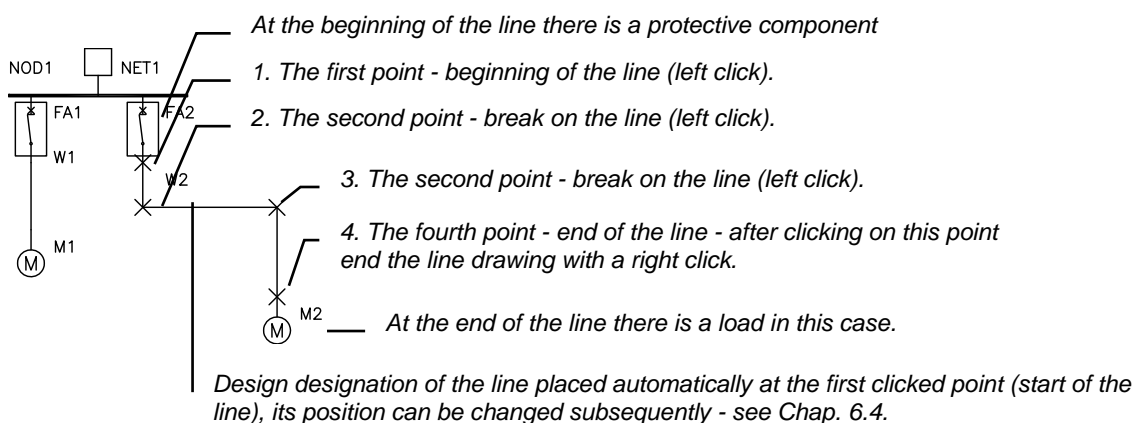 At the beginning of the line there is a protective component
NOD1
NET1
1. The first point - beginning of the line (left click).
FA1
FA2
2. The second point - break on the line (left click).
W1
W2
3. The second point - break on the line (left click).
4. The fourth point - end of the line - after clicking on this point
end the line drawing with a right click.
M1
M
M2
M
At the end of the line there is a load in this case.
Design designation of the line placed automatically at the first clicked point (start of the
line), its position can be changed subsequently - see Chap. 6.4.